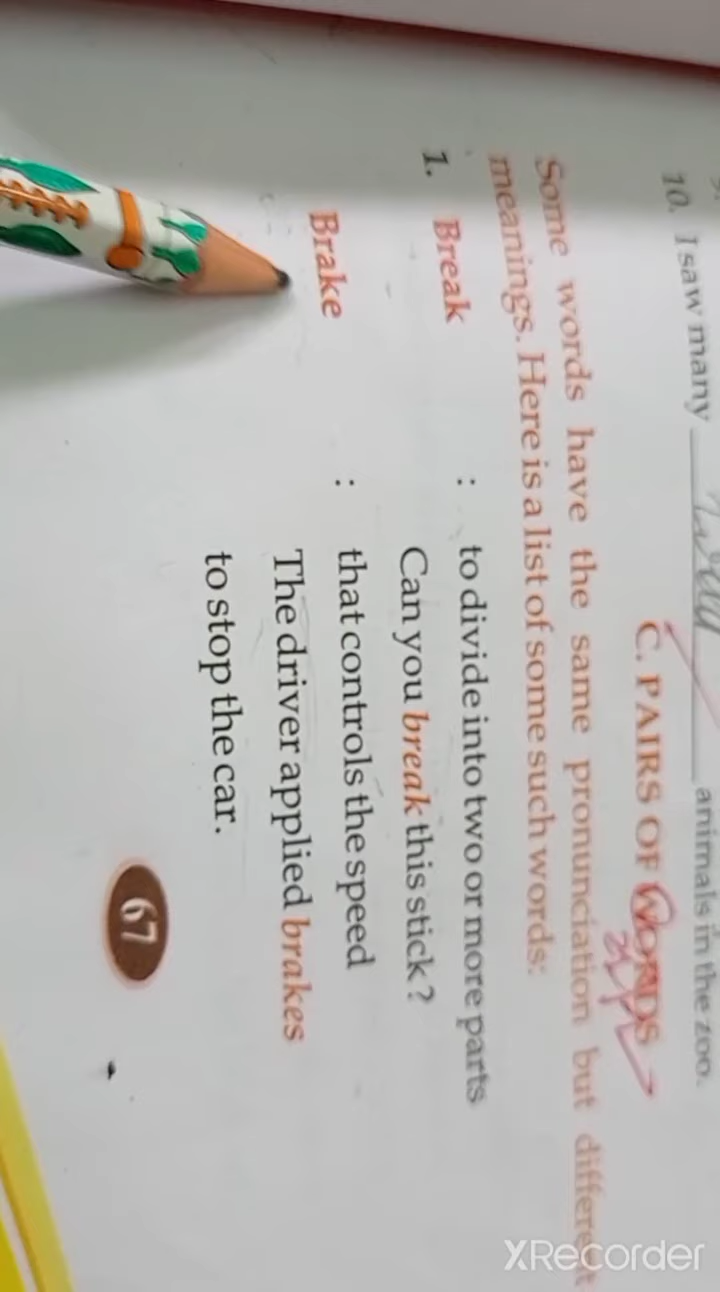 10. I saw many animals in the zoo.
C. PAIRS OF WORDS
Some words have the same pronunciation but different
meanings. Here is a list of some such words:
1. Break : to divide into two or more parts
Can you break this stick?
Brake : that controls the speed
The driver applied brakes
to stop the car.
67
XRecorder